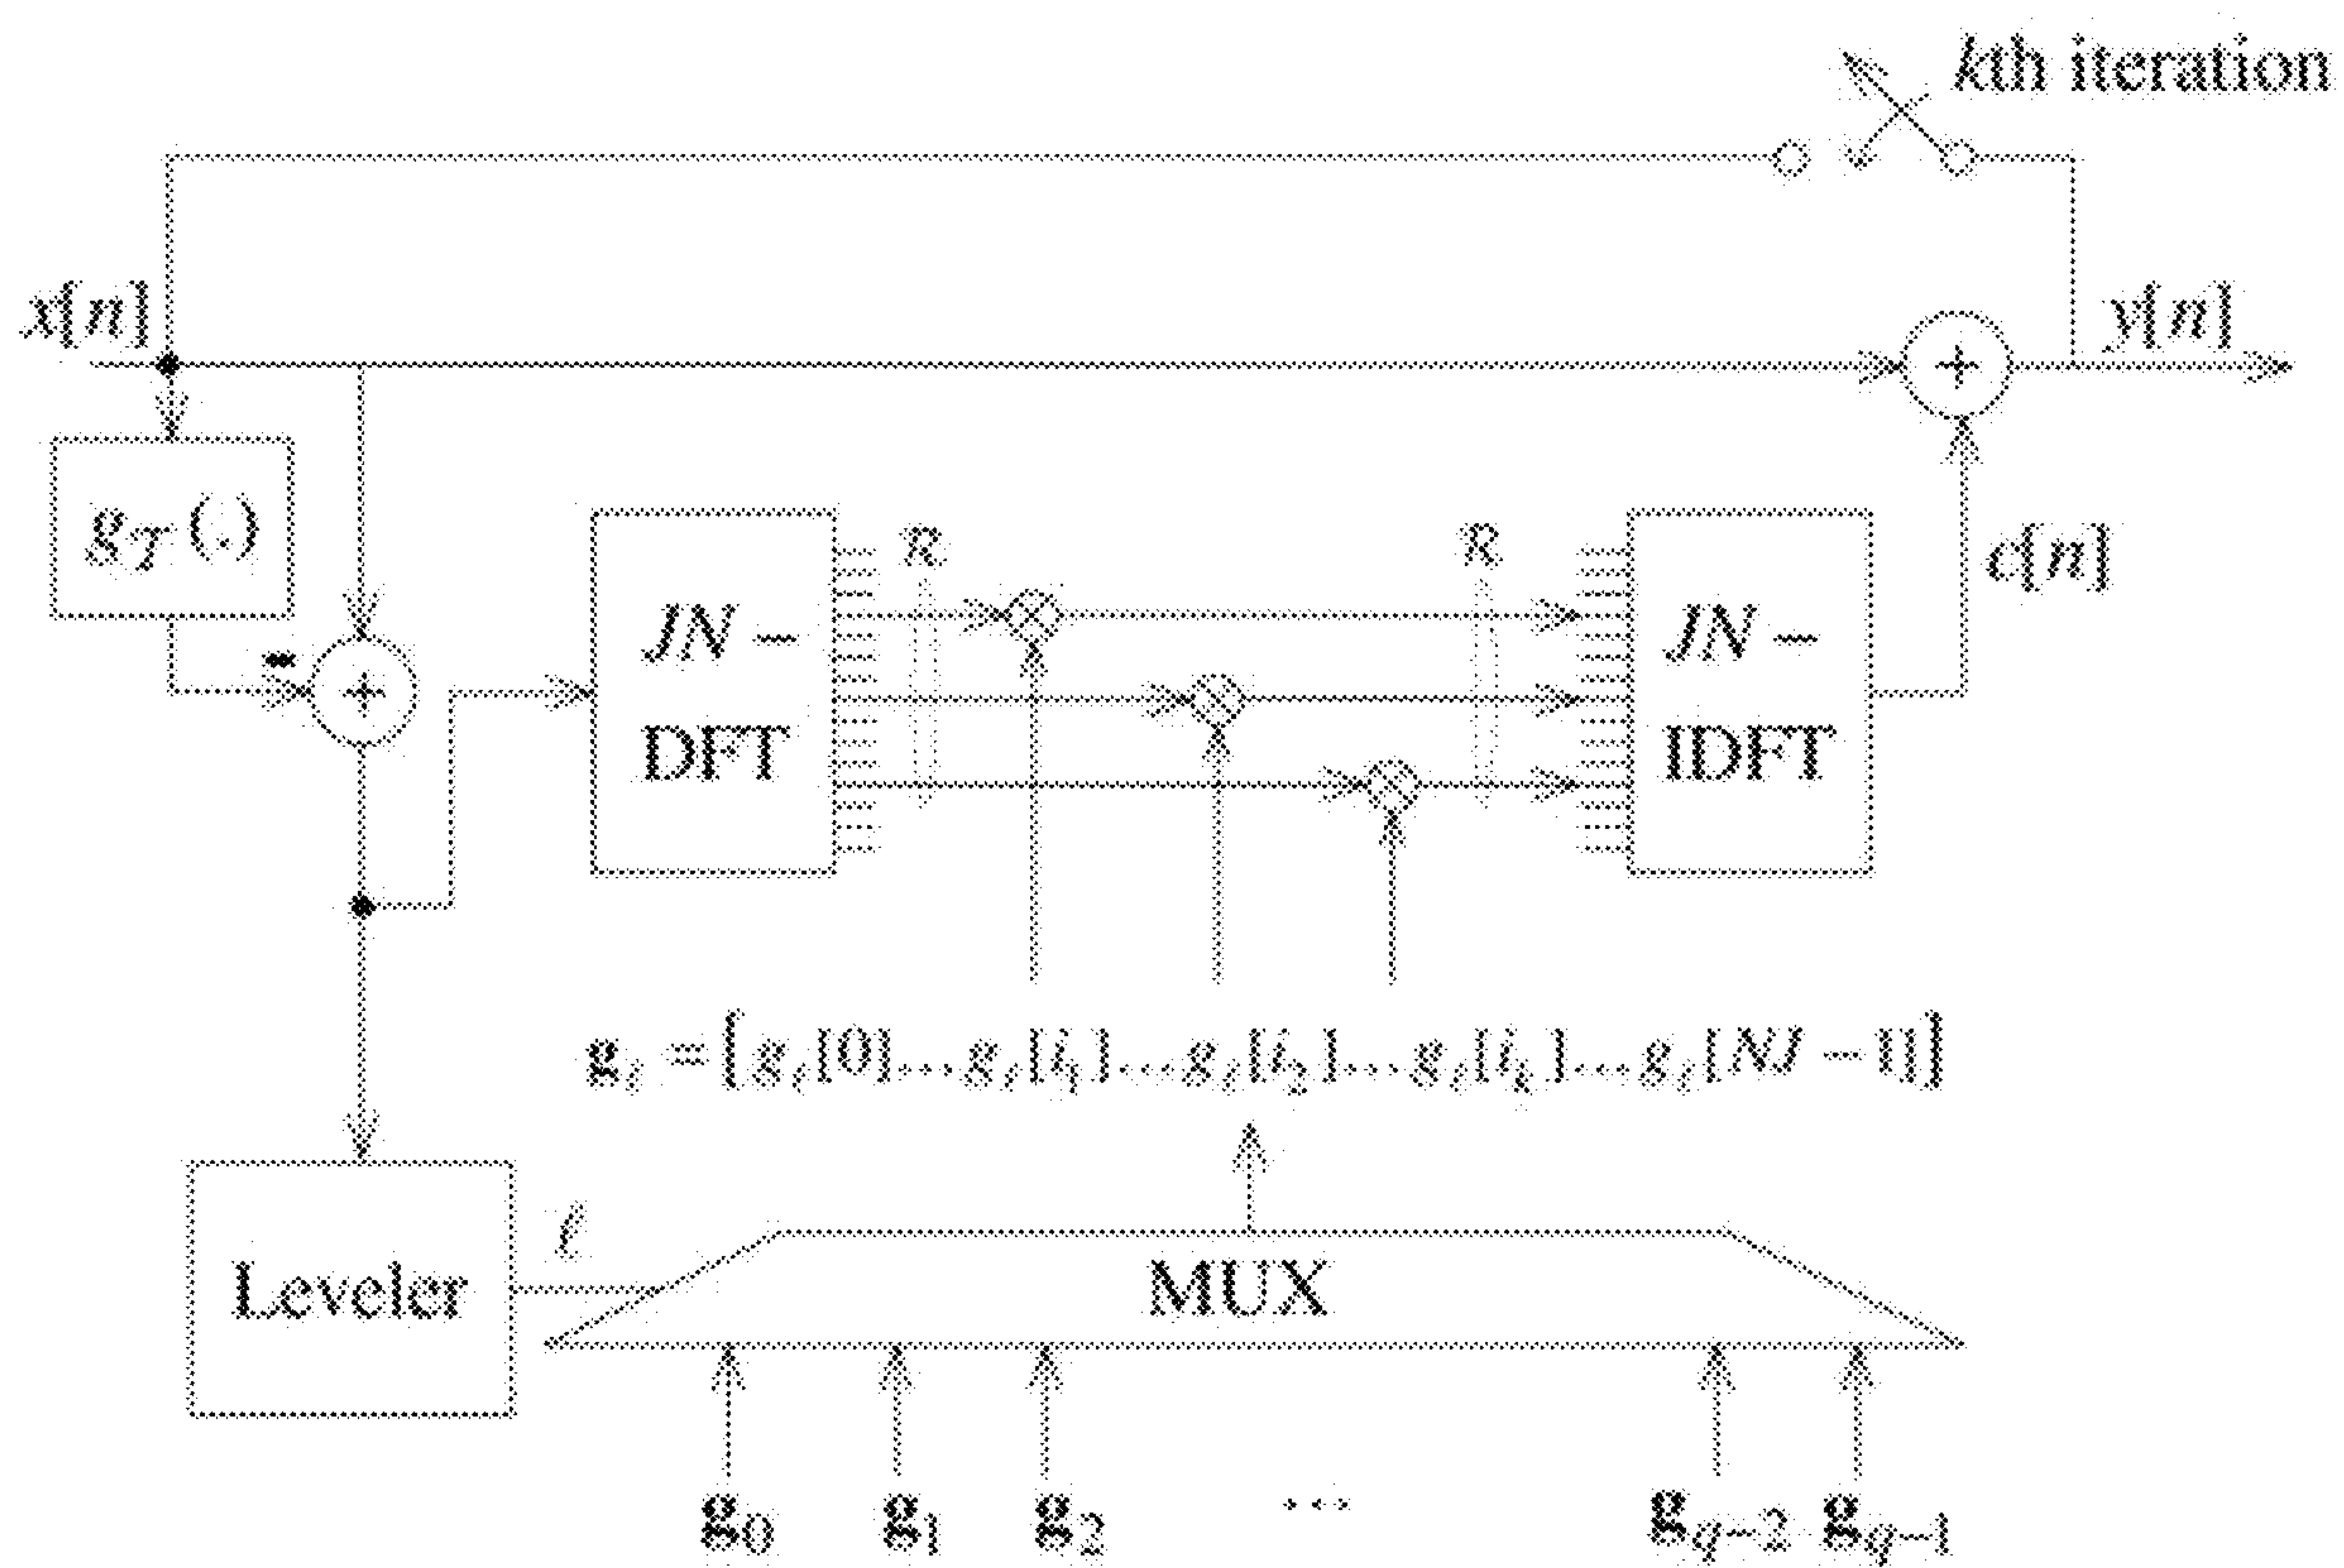 kth iteration
x[n]
y[n]
+
g𝒯(.)
ℛ
ℛ
c[n]
JN –
DFT
JN –
IDFT
–
+
g_ℓ = [g_ℓ[0]...g_ℓ[i_1]...g_ℓ[i_2]...g_ℓ[i_k]...g_ℓ[NJ – 1]]
Leveler
ℓ
MUX
g_0 g_1 g_2 ... g_{q–2} g_{q–1}